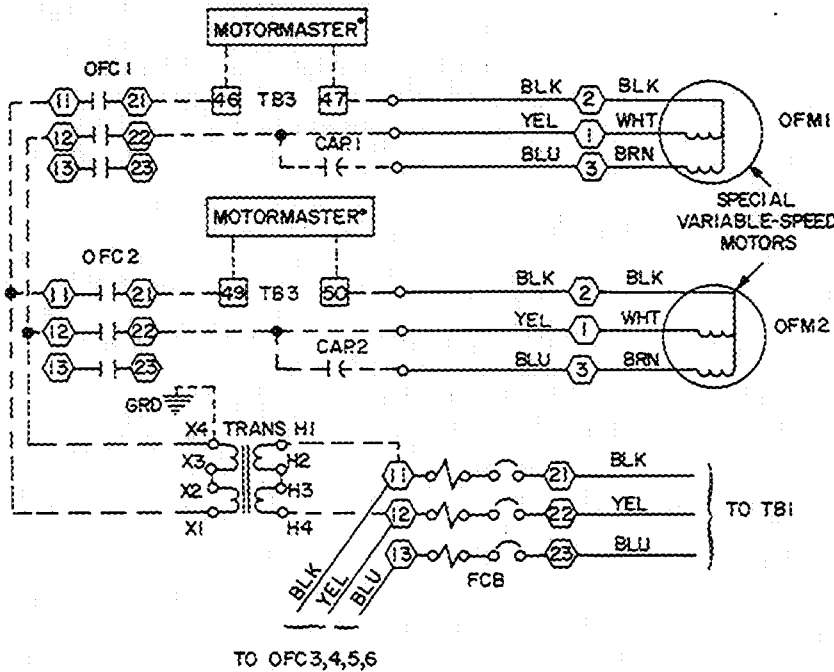 MOTORMASTER*
OFC1
11 21 46 TB3 47 BLK 2 BLK
OFM1
12 22 YEL 1 WHT
13 23 CAP.1 BLU 3 BRN
SPECIAL
VARIABLE-SPEED
MOTORS
MOTORMASTER*
OFC2
11 21 49 TB3 50 BLK 2 BLK
OFM2
12 22 YEL 1 WHT
13 23 CAP.2 BLU 3 BRN
GRD
X4 TRANS H1
X3 H2
X2 H3
X1 H4
11 21 BLK
12 22 YEL
TO TB1
13 23 BLU
FCB
BLK
YEL
BLU
TO OFC3,4,5,6